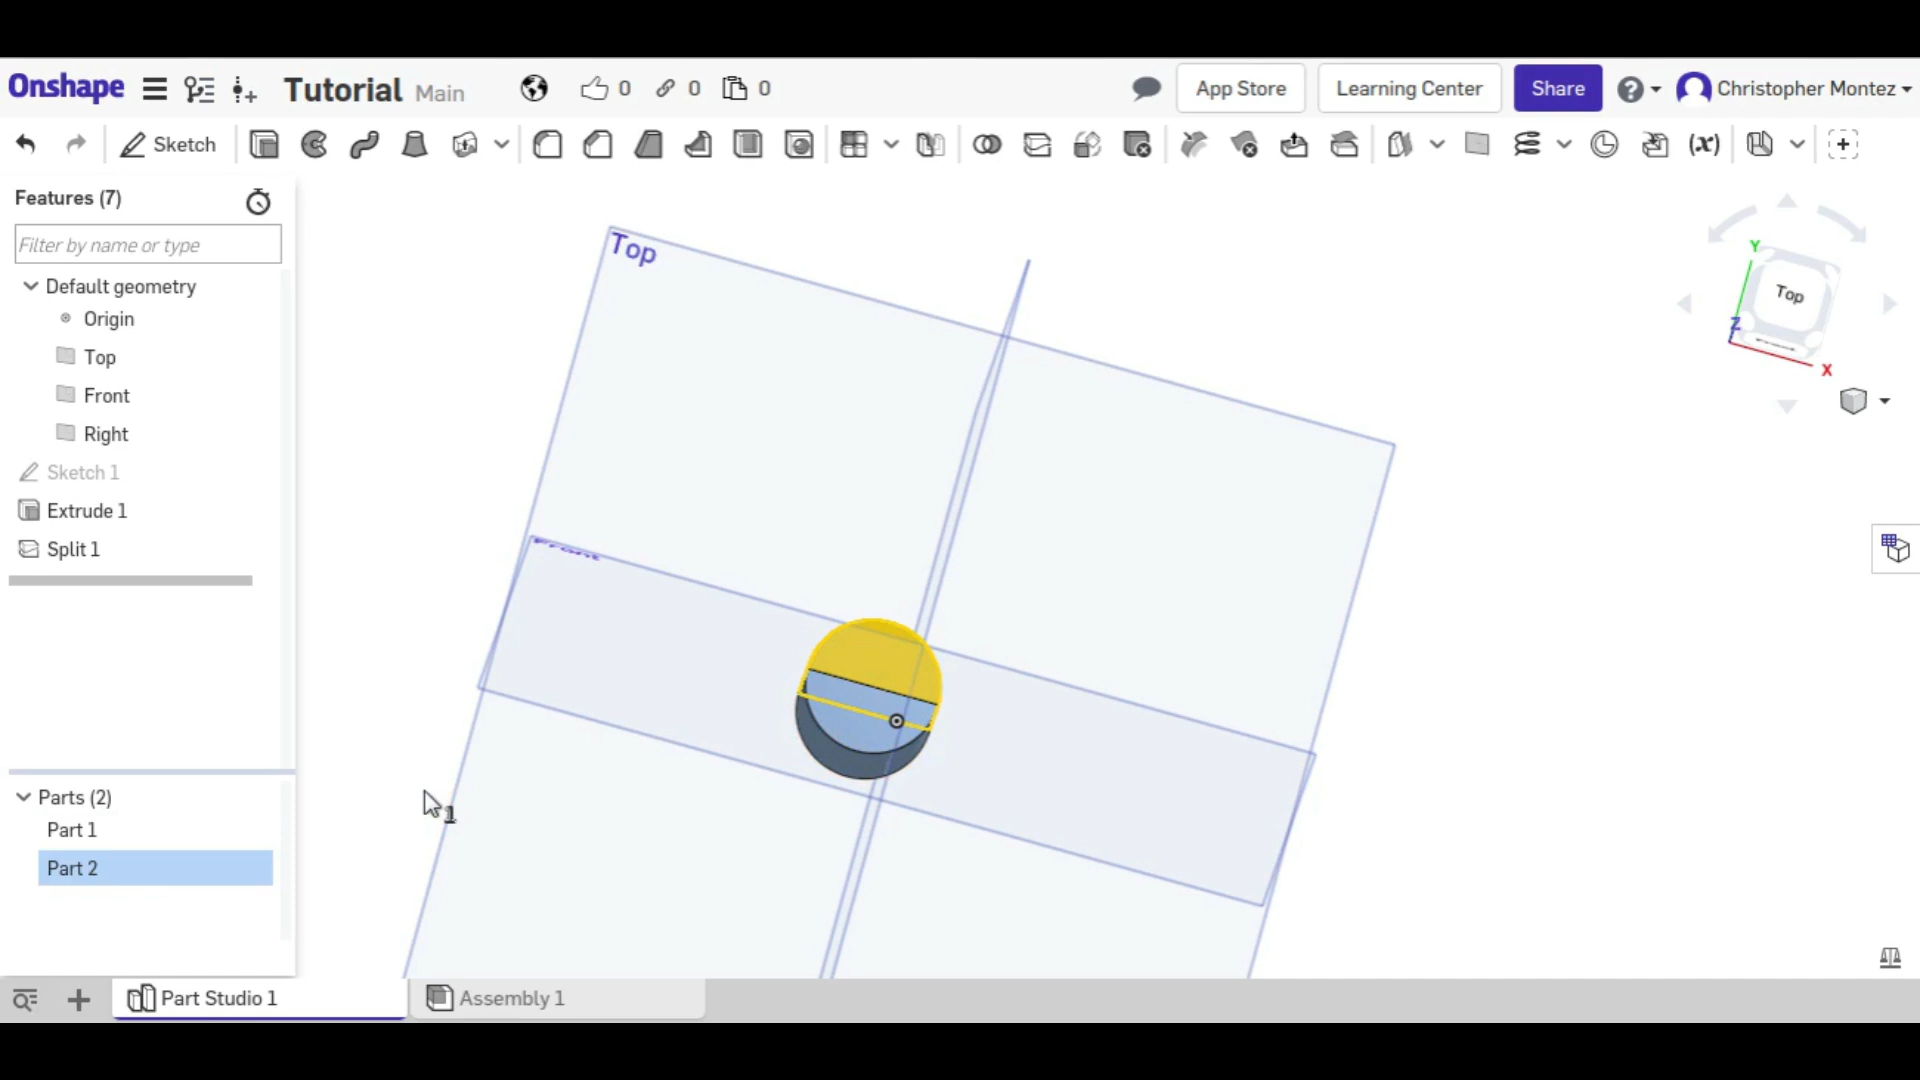 Onshape Tutorial Main 0 0 0 App Store Learning Center Share Christopher Montez
Sketch (x)
Features (7)
Filter by name or type
Default geometry
Origin
Top
Front
Right
Sketch 1
Extrude 1
Split 1
Parts (2)
Part 1
Part 2
Top
Front
1
Y
Top
Z
X
Part Studio 1 Assembly 1